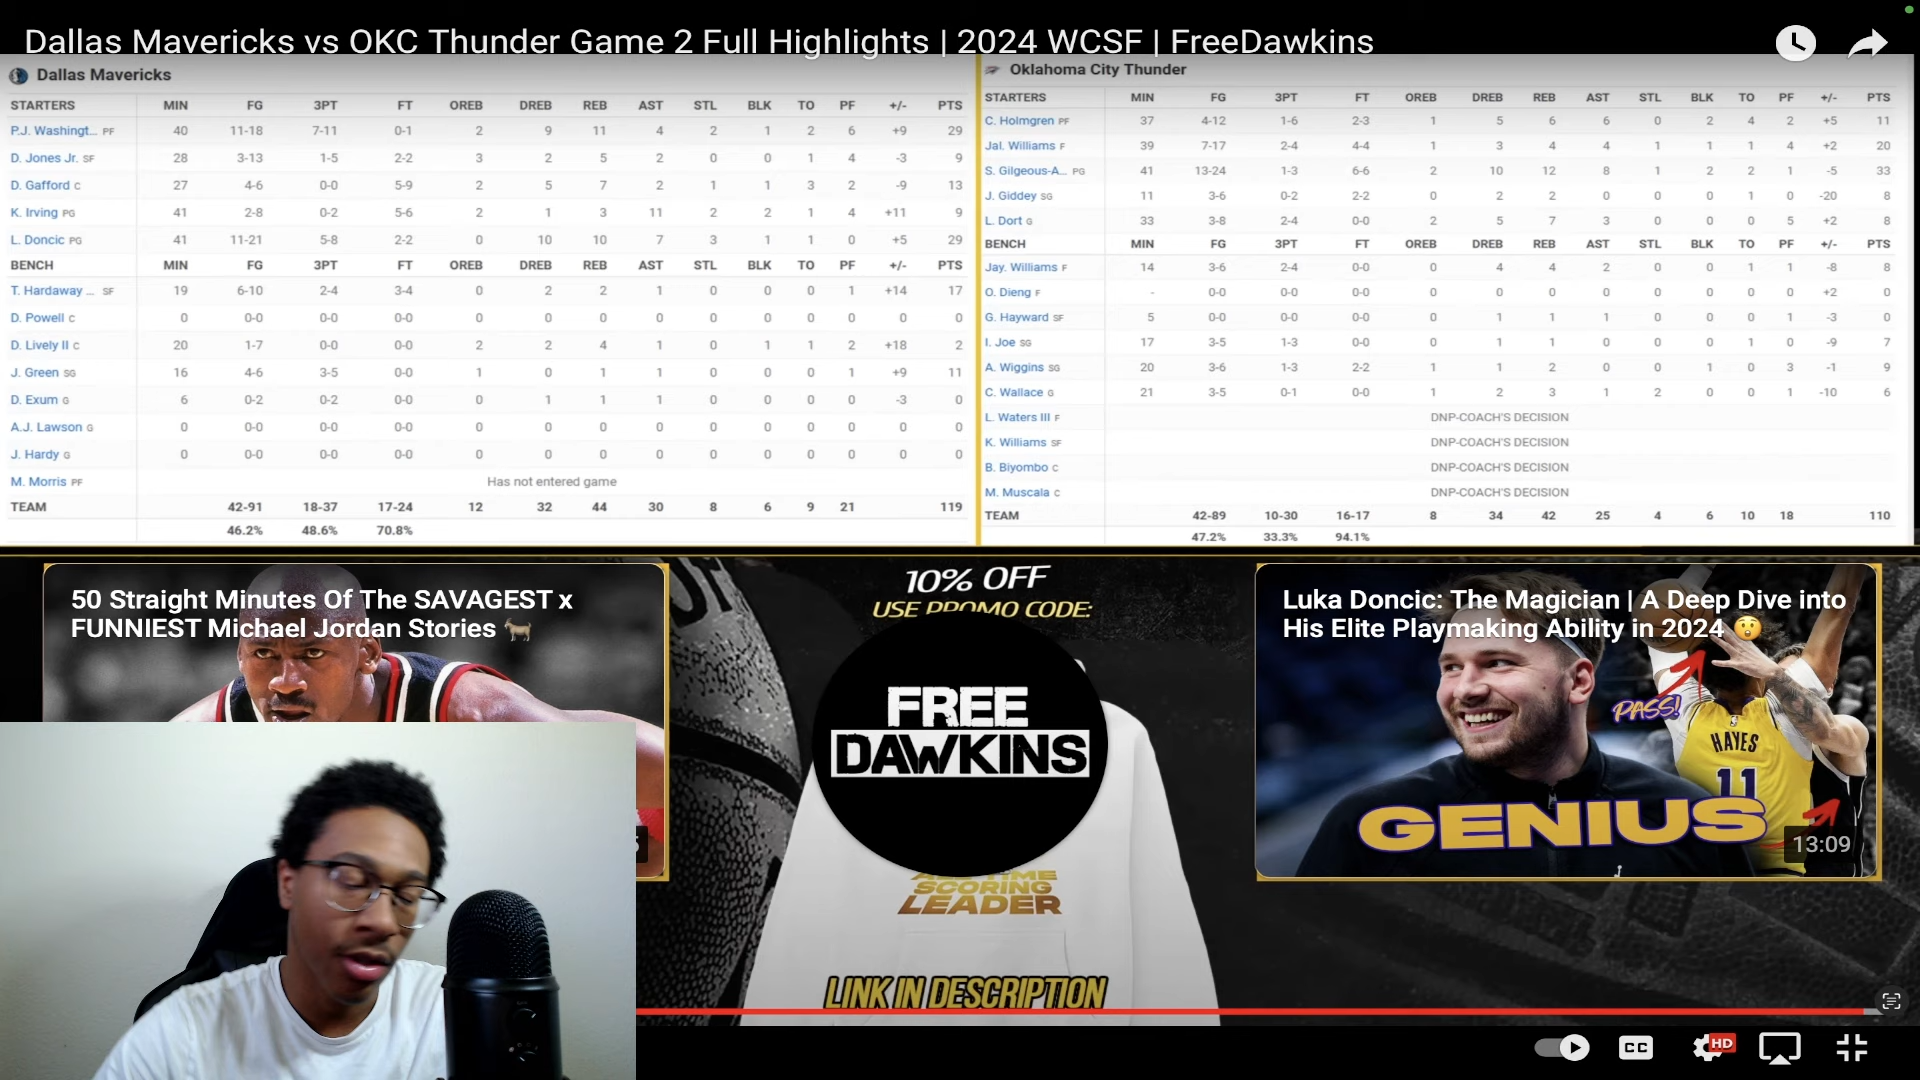 Dallas Mavericks vs OKC Thunder Game 2 Full Highlights | 2024 WCSF | FreeDawkins
Dallas Mavericks
STARTERS MIN FG 3PT FT OREB DREB REB AST STL BLK TO PF +/- PTS
P.J. Washingt... PF 40 11-18 7-11 0-1 2 9 11 4 2 1 2 6 +9 29
D. Jones Jr. SF 28 3-13 1-5 2-2 3 2 5 2 0 0 1 4 -3 9
D. Gafford C 27 4-6 0-0 5-9 2 5 7 2 1 1 3 2 -9 13
K. Irving PG 41 2-8 0-2 5-6 2 1 3 11 2 2 1 4 +11 9
L. Doncic PG 41 11-21 5-8 2-2 0 10 10 7 3 1 1 0 +5 29
BENCH MIN FG 3PT FT OREB DREB REB AST STL BLK TO PF +/- PTS
T. Hardaway ... SF 19 6-10 2-4 3-4 0 2 2 1 0 0 0 1 +14 17
D. Powell C 0 0-0 0-0 0-0 0 0 0 0 0 0 0 0 0 0
D. Lively II C 20 1-7 0-0 0-0 2 2 4 1 0 1 1 2 +18 2
J. Green SG 16 4-6 3-5 0-0 1 0 1 1 0 0 0 1 +9 11
D. Exum G 6 0-2 0-2 0-0 0 1 1 1 0 0 0 0 -3 0
A.J. Lawson G 0 0-0 0-0 0-0 0 0 0 0 0 0 0 0 0 0
J. Hardy G 0 0-0 0-0 0-0 0 0 0 0 0 0 0 0 0 0
M. Morris PF Has not entered game
TEAM 42-91 18-37 17-24 12 32 44 30 8 6 9 21 119
46.2% 48.6% 70.8%
Oklahoma City Thunder
STARTERS MIN FG 3PT FT OREB DREB REB AST STL BLK TO PF +/- PTS
C. Holmgren PF 37 4-12 1-6 2-3 1 5 6 6 0 2 4 2 +5 11
Jal. Williams F 39 7-17 2-4 4-4 1 3 4 4 1 1 1 4 +2 20
S. Gilgeous-A... PG 41 13-24 1-3 6-6 2 10 12 8 1 2 2 1 -5 33
J. Giddey SG 11 3-6 0-2 2-2 0 2 2 0 0 0 1 0 -20 8
L. Dort G 33 3-8 2-4 0-0 2 5 7 3 0 0 0 5 +2 8
BENCH MIN FG 3PT FT OREB DREB REB AST STL BLK TO PF +/- PTS
Jay. Williams F 14 3-6 2-4 0-0 0 4 4 2 0 0 1 1 -8 8
O. Dieng F - 0-0 0-0 0-0 0 0 0 0 0 0 0 0 +2 0
G. Hayward SF 5 0-0 0-0 0-0 0 1 1 1 0 0 0 1 -3 0
I. Joe SG 17 3-5 1-3 0-0 0 1 1 0 0 0 1 0 -9 7
A. Wiggins SG 20 3-6 1-3 2-2 1 1 2 0 0 1 0 3 -1 9
C. Wallace G 21 3-5 0-1 0-0 1 2 3 1 2 0 0 1 -10 6
L. Waters III F DNP-COACH'S DECISION
K. Williams SF DNP-COACH'S DECISION
B. Biyombo C DNP-COACH'S DECISION
M. Muscala C DNP-COACH'S DECISION
TEAM 42-89 10-30 16-17 8 34 42 25 4 6 10 18 110
47.2% 33.3% 94.1%
50 Straight Minutes Of The SAVAGEST x
FUNNIEST Michael Jordan Stories 🐐
10% OFF
USE PROMO CODE:
FREE
DAWKINS
ALL TIME
SCORING
LEADER
LINK IN DESCRIPTION
Luka Doncic: The Magician | A Deep Dive into
His Elite Playmaking Ability in 2024 😲
PASS!
HAYES
11
GENIUS
13:09
CC
HD